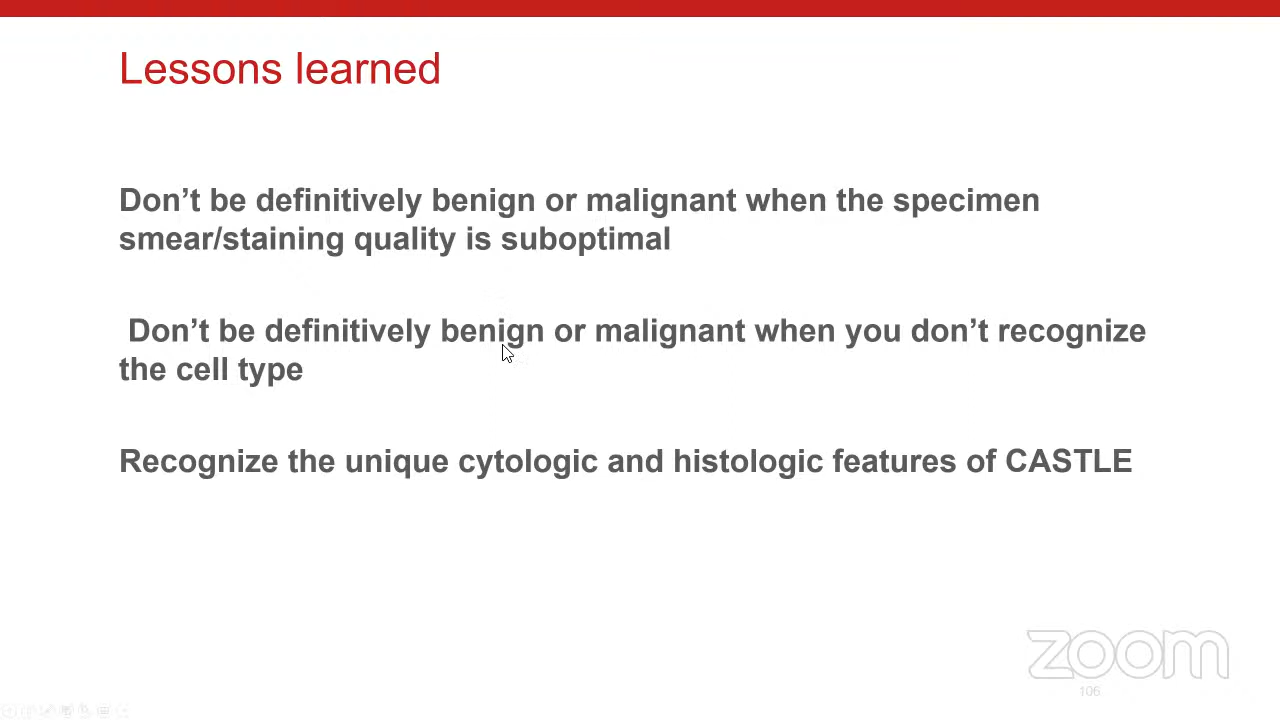 Lessons learned
Don’t be definitively benign or malignant when the specimen
smear/staining quality is suboptimal
Don’t be definitively benign or malignant when you don’t recognize
the cell type
Recognize the unique cytologic and histologic features of CASTLE
zoom
106